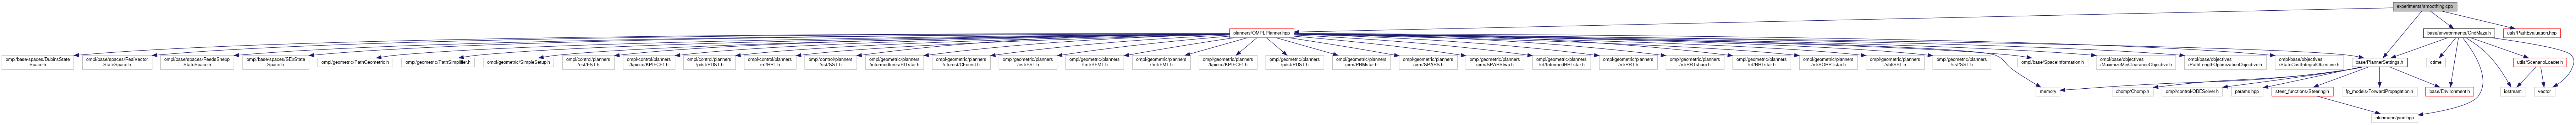 experiments/smoothing.cpp
planners/OMPLPlanner.hpp
base/environments/GridMaze.h
utils/PathEvaluation.hpp
ompl/base/spaces/DubinsState
Space.h
ompl/base/spaces/RealVector
StateSpace.h
ompl/base/spaces/ReedsShepp
StateSpace.h
ompl/base/spaces/SE2State
Space.h
ompl/geometric/PathGeometric.h
ompl/geometric/PathSimplifier.h
ompl/geometric/SimpleSetup.h
ompl/control/planners
/est/EST.h
ompl/control/planners
/kpiece/KPIECE1.h
ompl/control/planners
/pdst/PDST.h
ompl/control/planners
/rrt/RRT.h
ompl/control/planners
/sst/SST.h
ompl/geometric/planners
/informedtrees/BITstar.h
ompl/geometric/planners
/cforest/CForest.h
ompl/geometric/planners
/est/EST.h
ompl/geometric/planners
/fmt/BFMT.h
ompl/geometric/planners
/fmt/FMT.h
ompl/geometric/planners
/kpiece/KPIECE1.h
ompl/geometric/planners
/pdst/PDST.h
ompl/geometric/planners
/prm/PRMstar.h
ompl/geometric/planners
/prm/SPARS.h
ompl/geometric/planners
/prm/SPARStwo.h
ompl/geometric/planners
/rrt/InformedRRTstar.h
ompl/geometric/planners
/rrt/RRT.h
ompl/geometric/planners
/rrt/RRTsharp.h
ompl/geometric/planners
/rrt/RRTstar.h
ompl/geometric/planners
/rrt/SORRTstar.h
ompl/geometric/planners
/sbl/SBL.h
ompl/geometric/planners
/sst/SST.h
ompl/base/SpaceInformation.h
ompl/base/objectives
/MaximizeMinClearanceObjective.h
ompl/base/objectives
/PathLengthOptimizationObjective.h
ompl/base/objectives
/StateCostIntegralObjective.h
base/PlannerSettings.h
ctime
utils/ScenarioLoader.h
memory
chomp/Chomp.h
ompl/control/ODESolver.h
params.hpp
steer_functions/Steering.h
fp_models/ForwardPropagation.h
base/Environment.h
iostream
vector
nlohmann/json.hpp